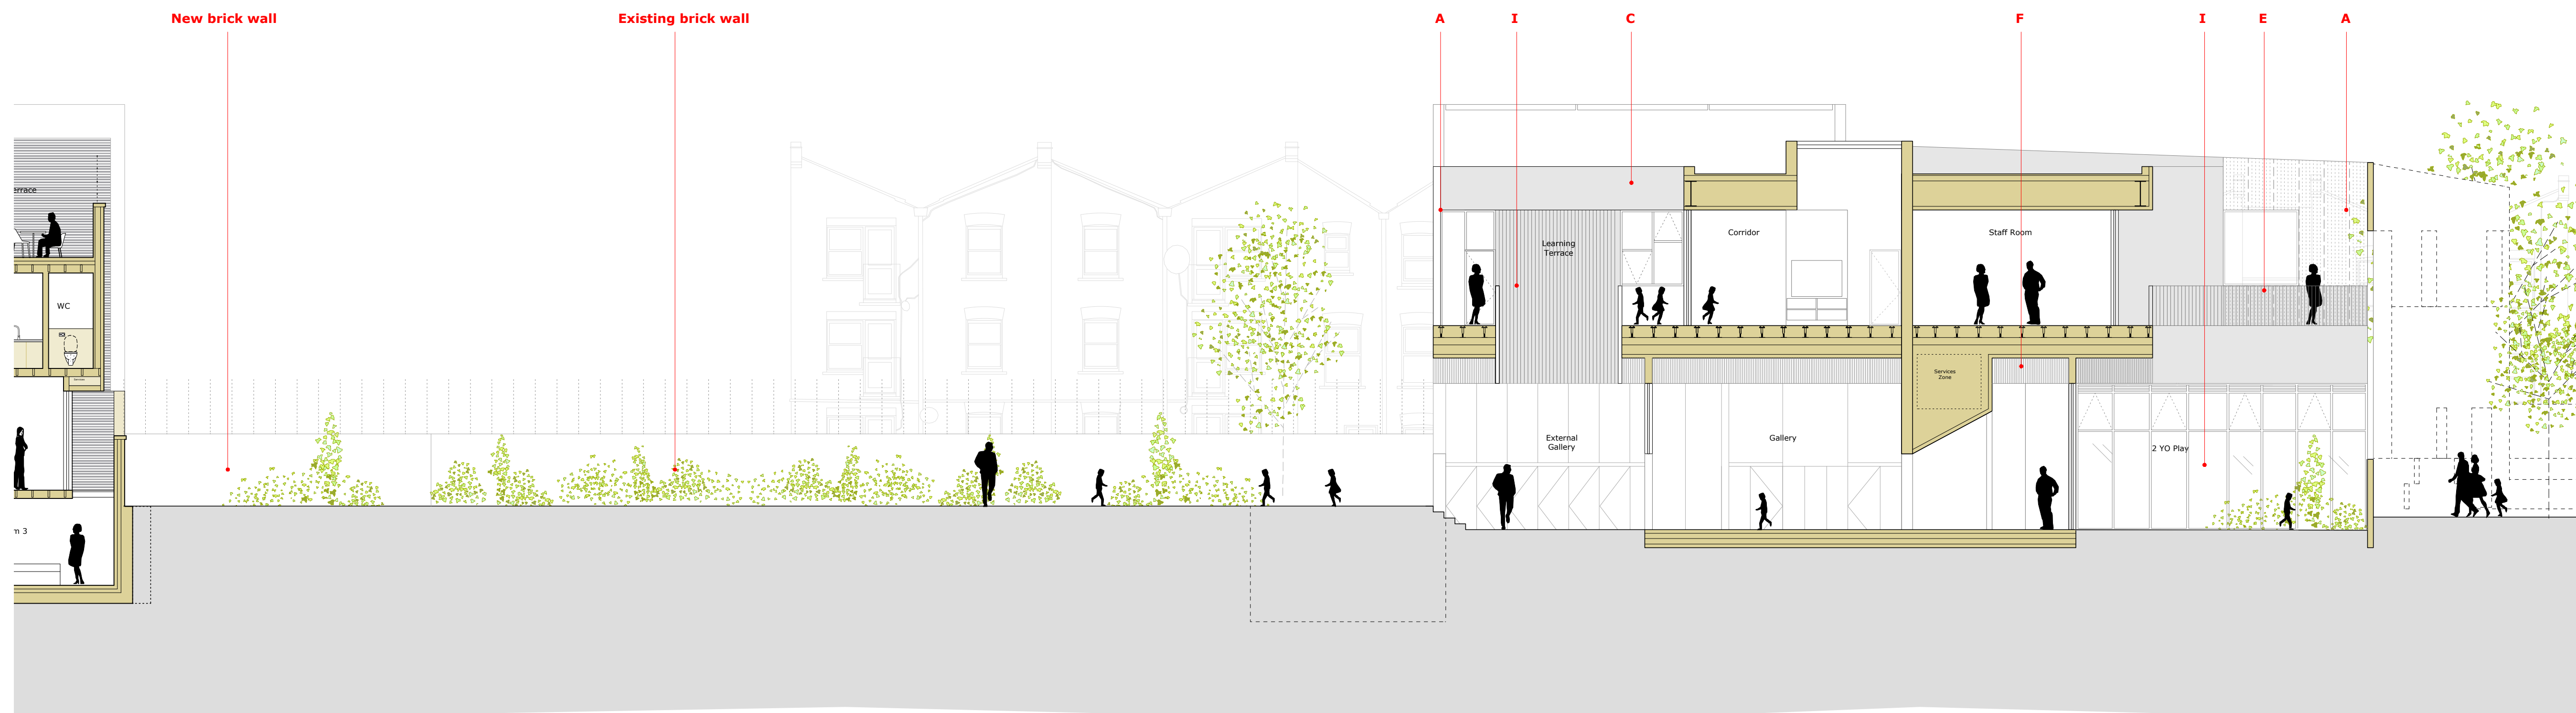 New brick wall
Existing brick wall
A
I
C
F
I
E
A
errace
WC
m 3
Learning
Terrace
Corridor
Staff Room
Services
Zone
External
Gallery
Gallery
2 YO Play